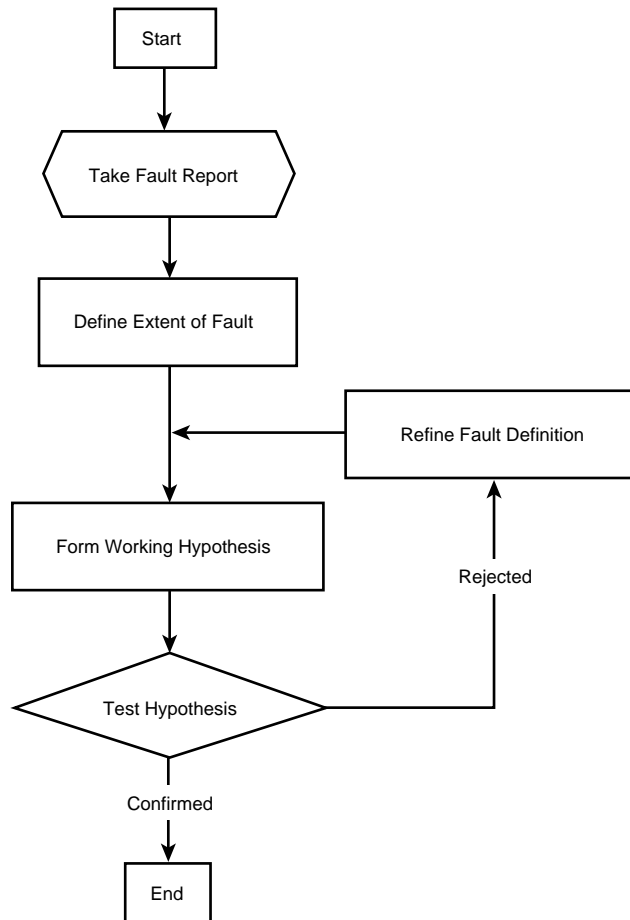 Start
Take Fault Report
Define Extent of Fault
Refine Fault Definition
Form Working Hypothesis
Rejected
Test Hypothesis
Confirmed
End